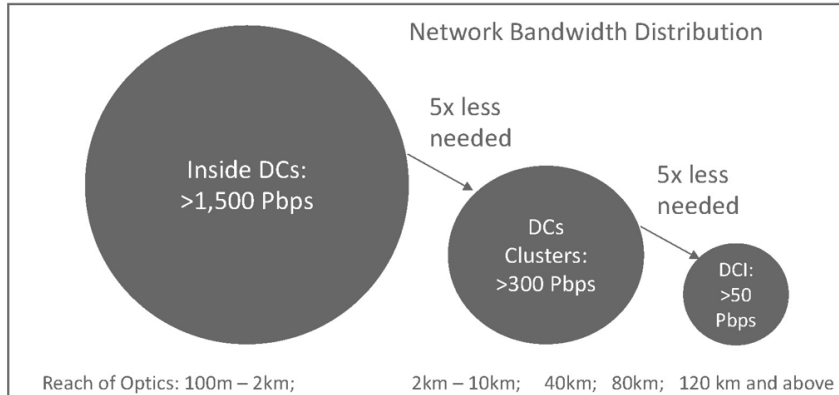 Network Bandwidth Distribution
5x less
needed
Inside DCs:
>1,500 Pbps
5x less
needed
DCs
Clusters:
>300 Pbps
DCI:
>50
Pbps
Reach of Optics: 100m – 2km; 2km – 10km; 40km; 80km; 120 km and above